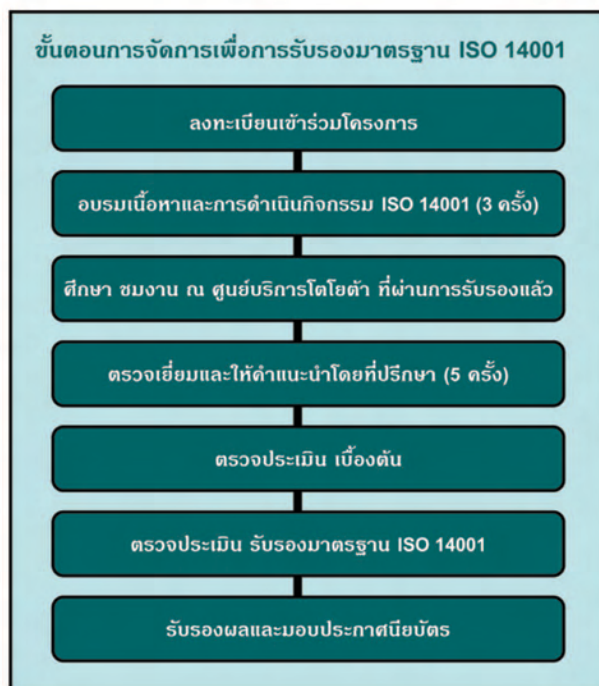 ขั้นตอนการจัดการเพื่อการรับรองมาตรฐาน ISO 14001
ลงทะเบียนเข้าร่วมโครงการ
อบรมเนื้อหาและการดำเนินกิจกรรม ISO 14001 (3 ครั้ง)
ศึกษา ชมงาน ณ ศูนย์บริการโตโยต้า ที่ผ่านการรับรองแล้ว
ตรวจเยี่ยมและให้คำแนะนำโดยที่ปรึกษา (5 ครั้ง)
ตรวจประเมิน เบื้องต้น
ตรวจประเมิน รับรองมาตรฐาน ISO 14001
รับรองผลและมอบประกาศนียบัตร